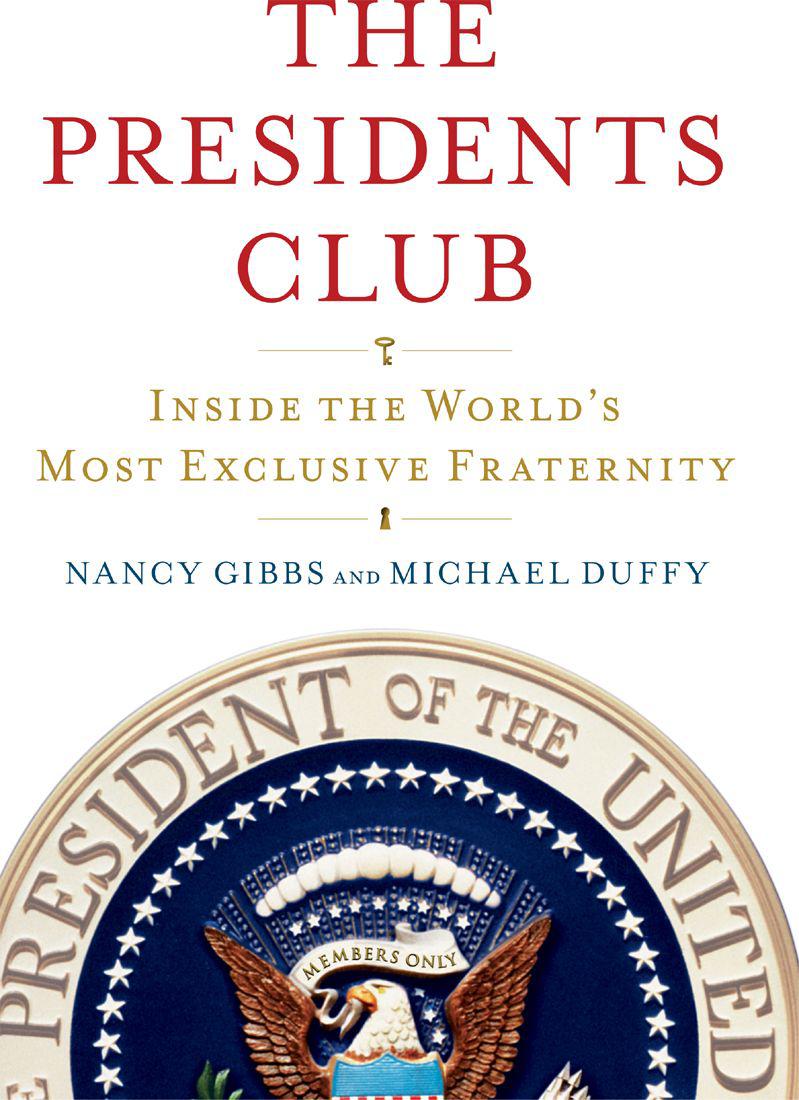 THE
PRESIDENTS
CLUB
INSIDE THE WORLD'S
MOST EXCLUSIVE FRATERNITY
NANCY GIBBS AND MICHAEL DUFFY
E PRESIDENT OF THE UNITED
MEMBERS ONLY